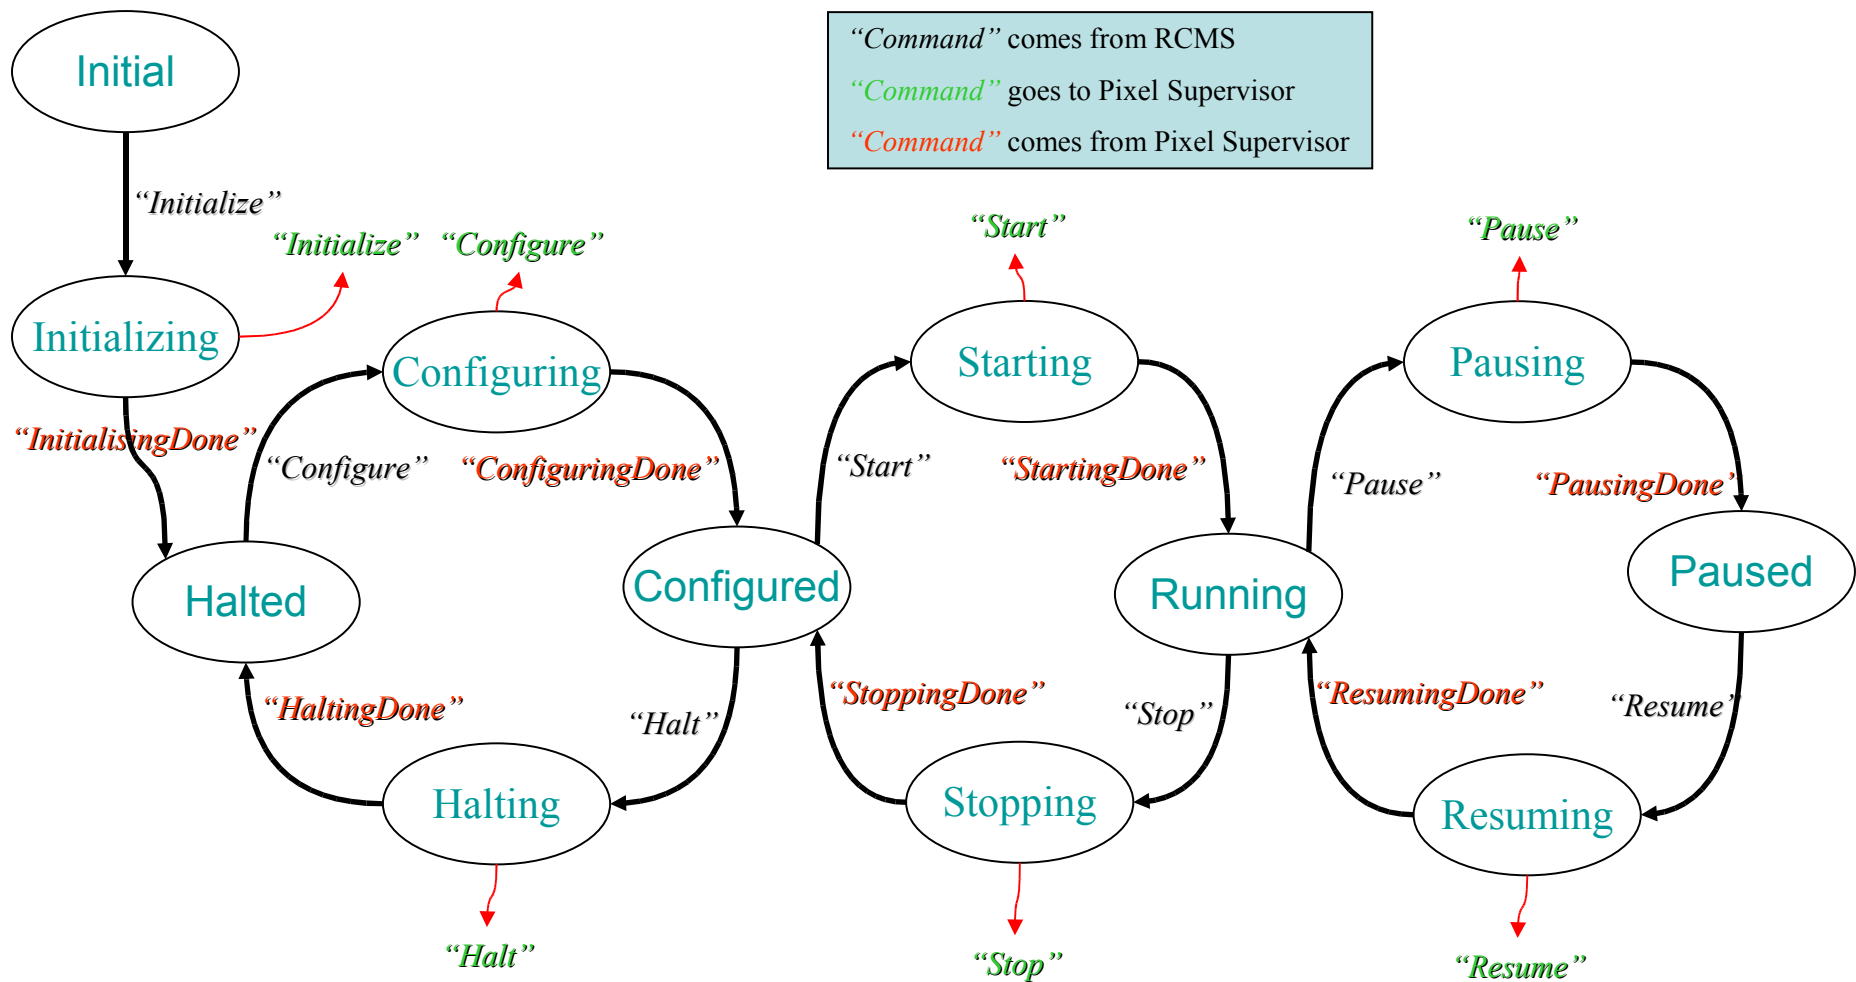 Initial
“Command” comes from RCMS
“Command” goes to Pixel Supervisor
“Command” comes from Pixel Supervisor
“Initialize”
“Initialize”
“Configure”
“Start”
“Pause”
Initializing
Configuring
Starting
Pausing
“InitialisingDone”
“Configure”
“ConfiguringDone”
“Start”
“StartingDone”
“Pause”
“PausingDone’
Halted
Configured
Running
Paused
“HaltingDone”
“Halt”
“StoppingDone”
“Stop”
“ResumingDone”
“Resume’
Halting
Stopping
Resuming
“Halt”
“Stop”
“Resume”